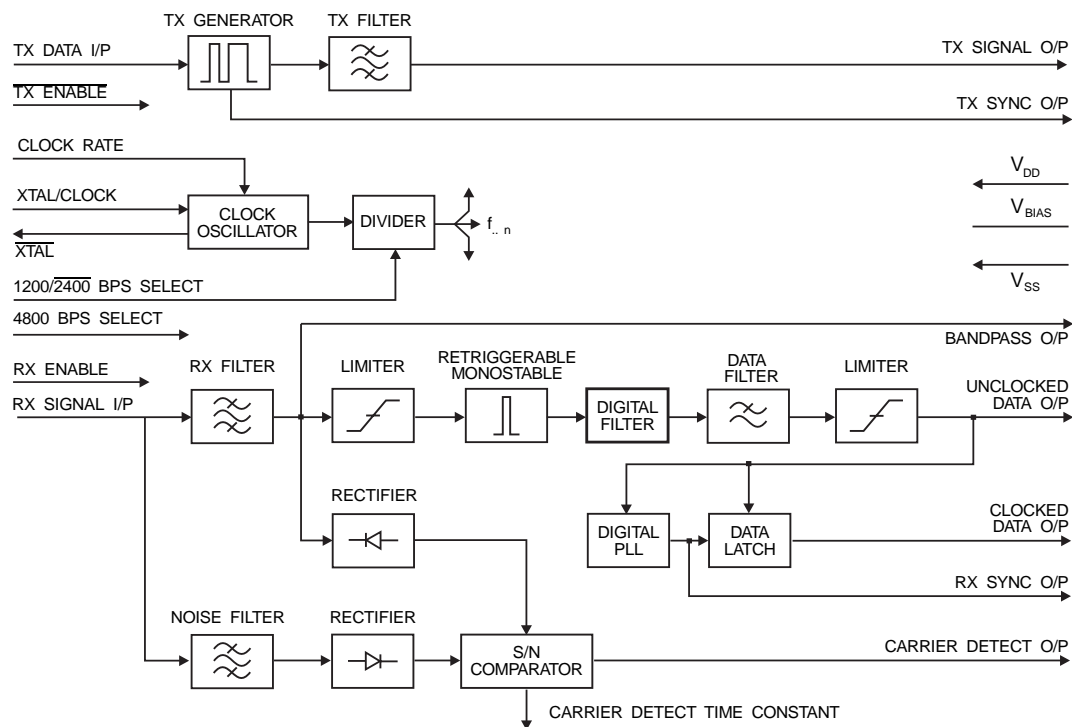 TX GENERATOR
TX FILTER
TX DATA I/P
TX SIGNAL O/P
TX ENABLE
TX SYNC O/P
CLOCK RATE
VDD
XTAL/CLOCK
CLOCK
OSCILLATOR
DIVIDER
f.. n
VBIAS
XTAL
1200/2400 BPS SELECT
VSS
4800 BPS SELECT
BANDPASS O/P
RX ENABLE
RX FILTER
LIMITER
RETRIGGERABLE
MONOSTABLE
DATA
FILTER
LIMITER
UNCLOCKED
DATA O/P
RX SIGNAL I/P
DIGITAL
FILTER
RECTIFIER
DIGITAL
PLL
DATA
LATCH
CLOCKED
DATA O/P
RX SYNC O/P
NOISE FILTER
RECTIFIER
S/N
COMPARATOR
CARRIER DETECT O/P
CARRIER DETECT TIME CONSTANT